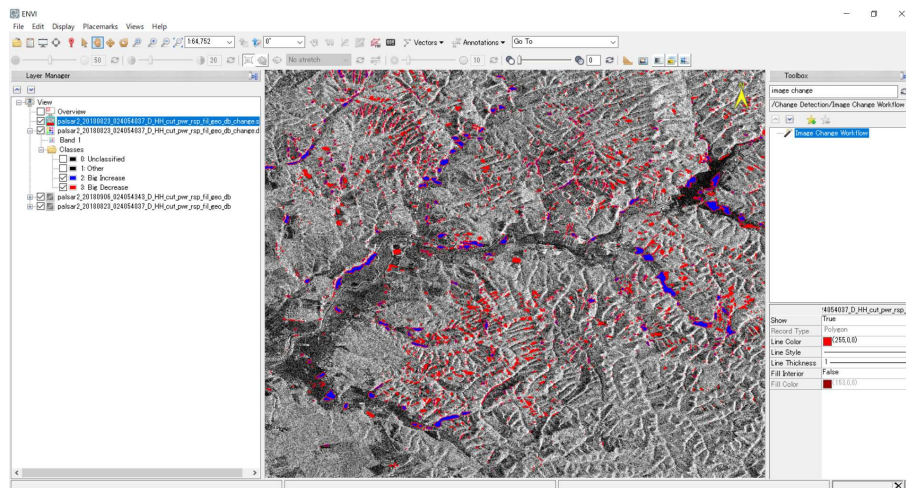 ENVI
File Edit Display Placemarks Views Help
1:64,752 0° Vectors Annotations Go To
50 20 No stretch 10 0
Layer Manager
View
Overview
palsar2_20180823_024054037_D_HH_cut_pwr_rsp_fil_geo_db_change.s
palsar2_20180823_024054037_D_HH_cut_pwr_rsp_fil_geo_db_change.d
Band 1
Classes
0: Unclassified
1: Other
2: Big Increase
3: Big Decrease
palsar2_20180906_024054043_D_HH_cut_pwr_rsp_fil_geo_db
palsar2_20180823_024054037_D_HH_cut_pwr_rsp_fil_geo_db
Toolbox
image change
/Change Detection/Image Change Workflow
Image Change Workflow
4054037_D_HH_cut_pwr_rsp_
Show True
Record Type Polygon
Line Color (255,0,0)
Line Style
Line Thickness 1
Fill Interior False
Fill Color